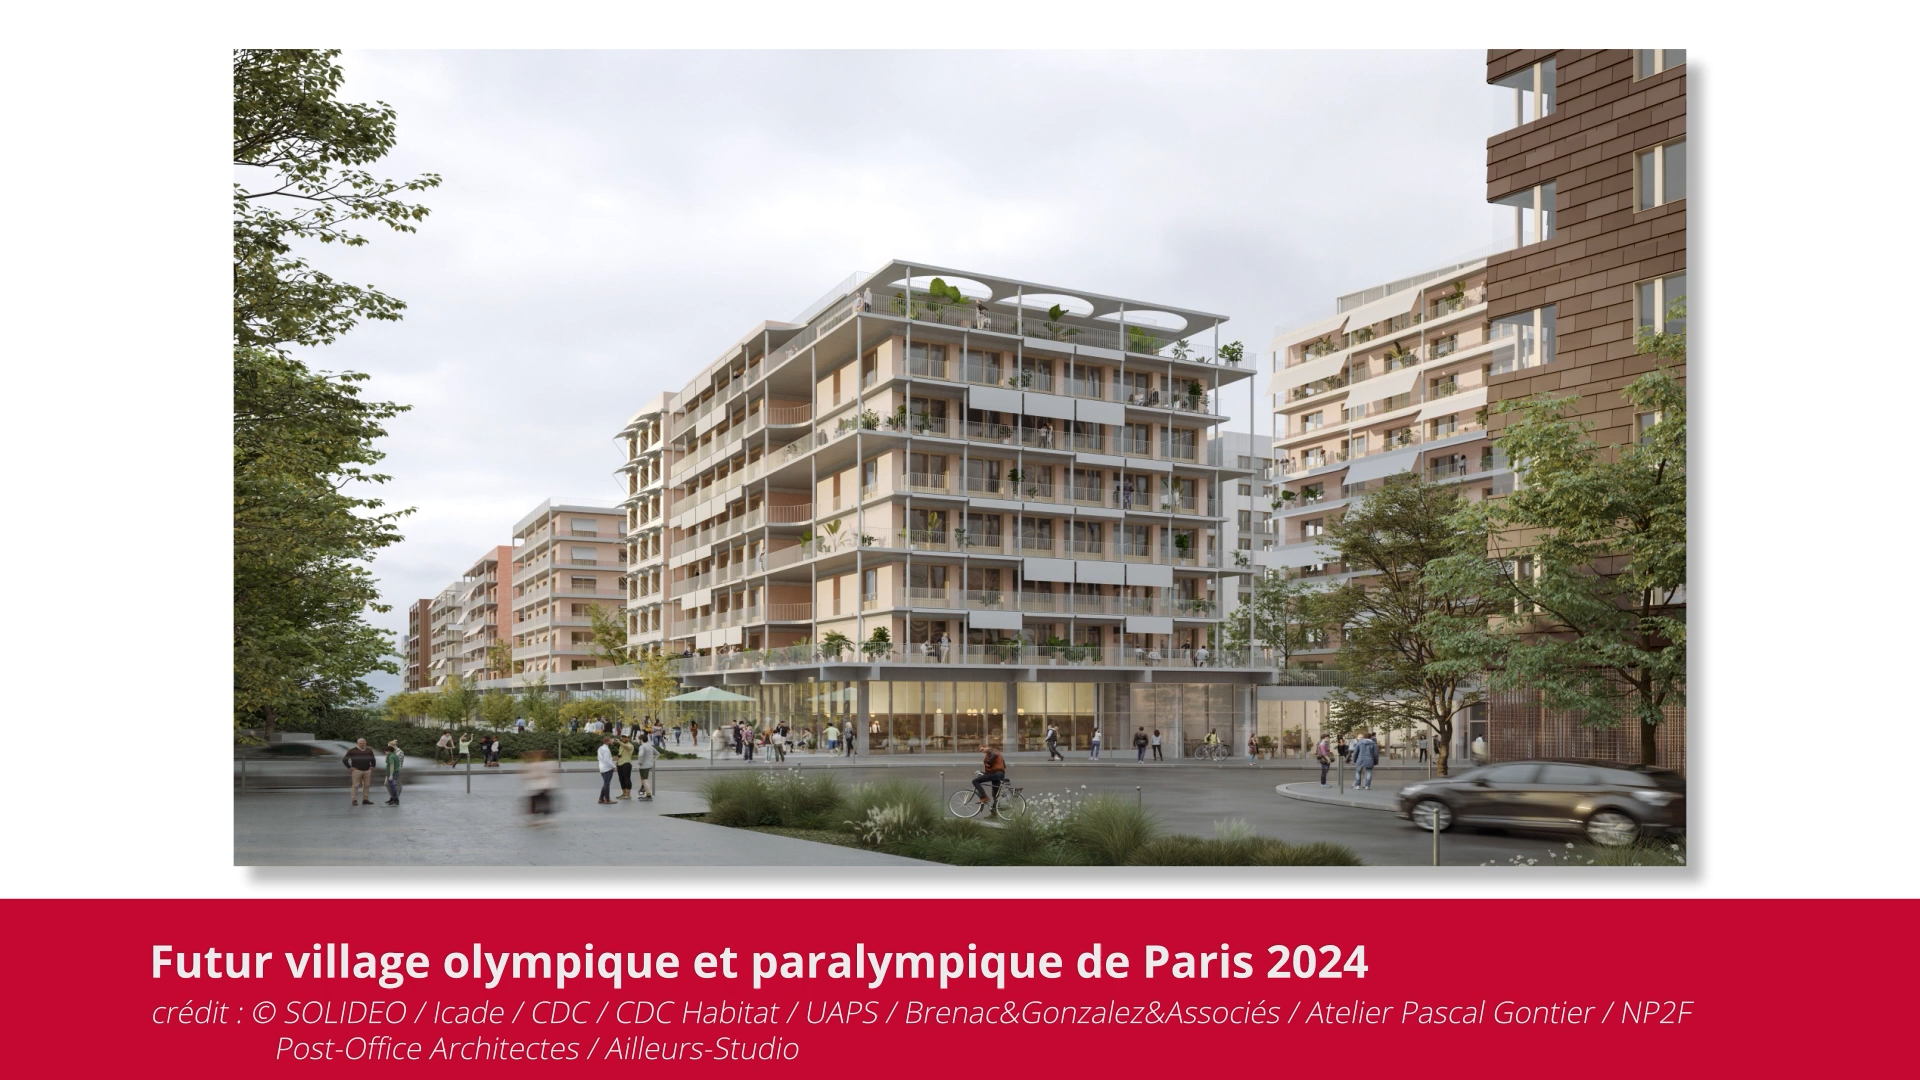 Futur village olympique et paralympique de Paris 2024
crédit : © SOLIDEO / Icade / CDC / CDC Habitat / UAPS / Brenac&Gonzalez&Associés / Atelier Pascal Gontier / NP2F
Post-Office Architectes / Ailleurs-Studio